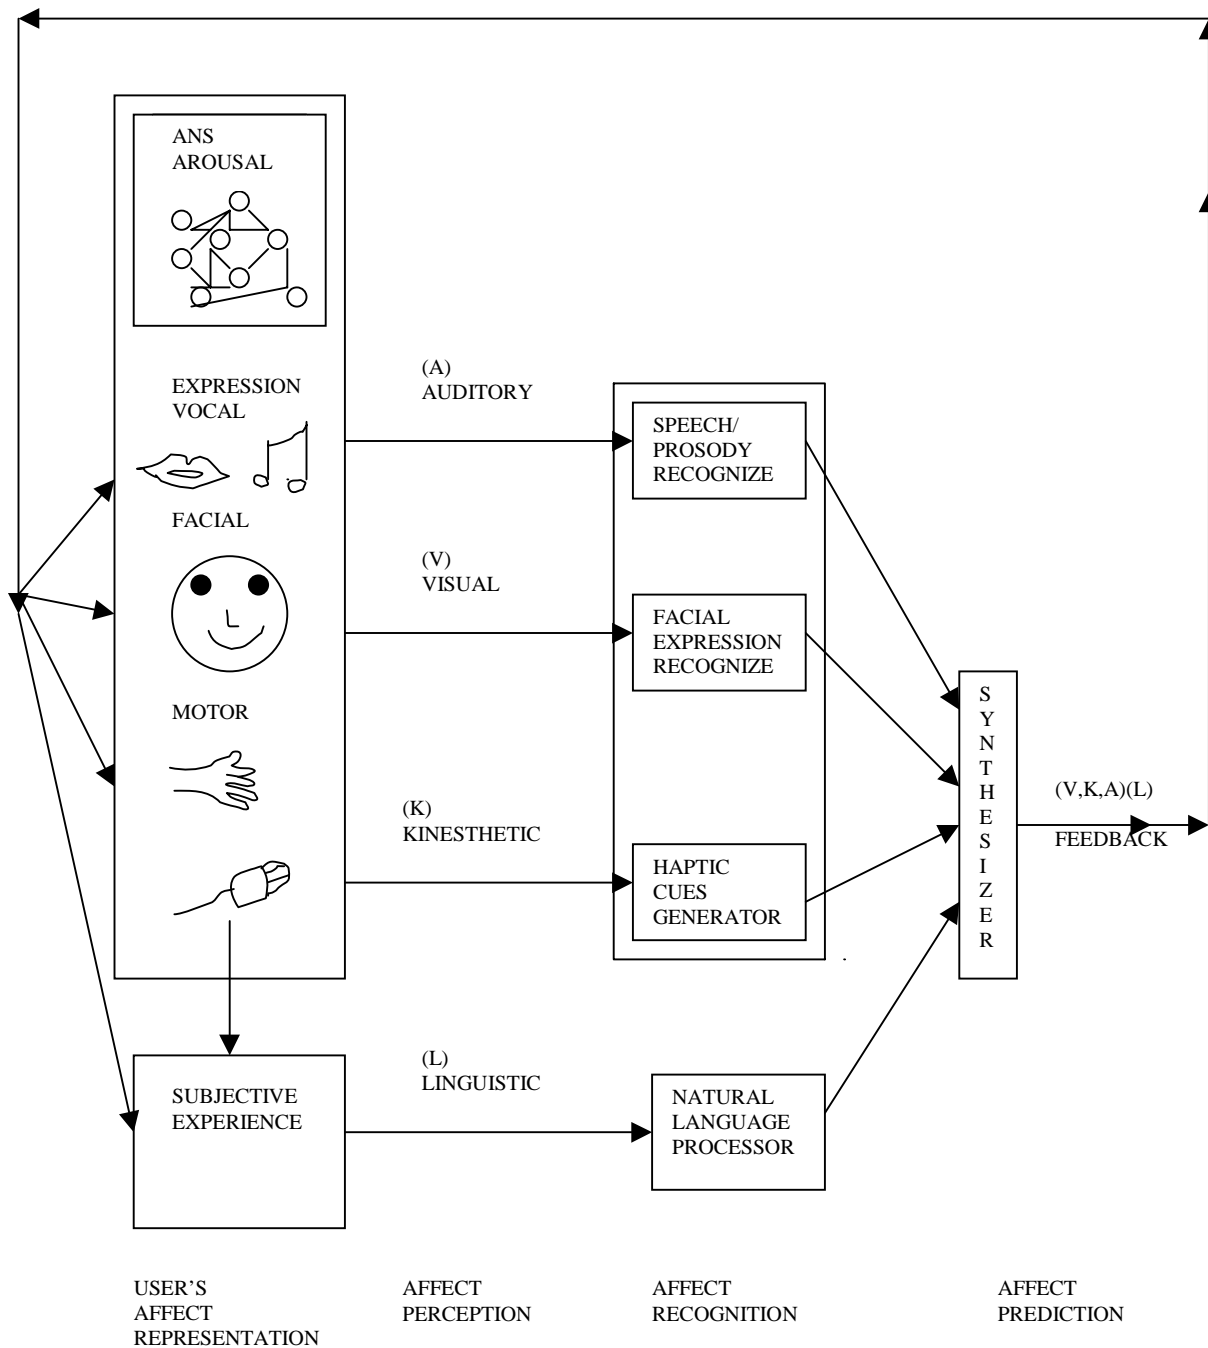 ANS
AROUSAL
EXPRESSION
VOCAL
FACIAL
MOTOR
SUBJECTIVE
EXPERIENCE
(A)
AUDITORY
(V)
VISUAL
(K)
KINESTHETIC
(L)
LINGUISTIC
SPEECH/
PROSODY
RECOGNIZE
FACIAL
EXPRESSION
RECOGNIZE
HAPTIC
CUES
GENERATOR
NATURAL
LANGUAGE
PROCESSOR
S
Y
N
T
H
E
S
I
Z
E
R
(V,K,A)(L)
FEEDBACK
USER'S
AFFECT
REPRESENTATION
AFFECT
PERCEPTION
AFFECT
RECOGNITION
AFFECT
PREDICTION